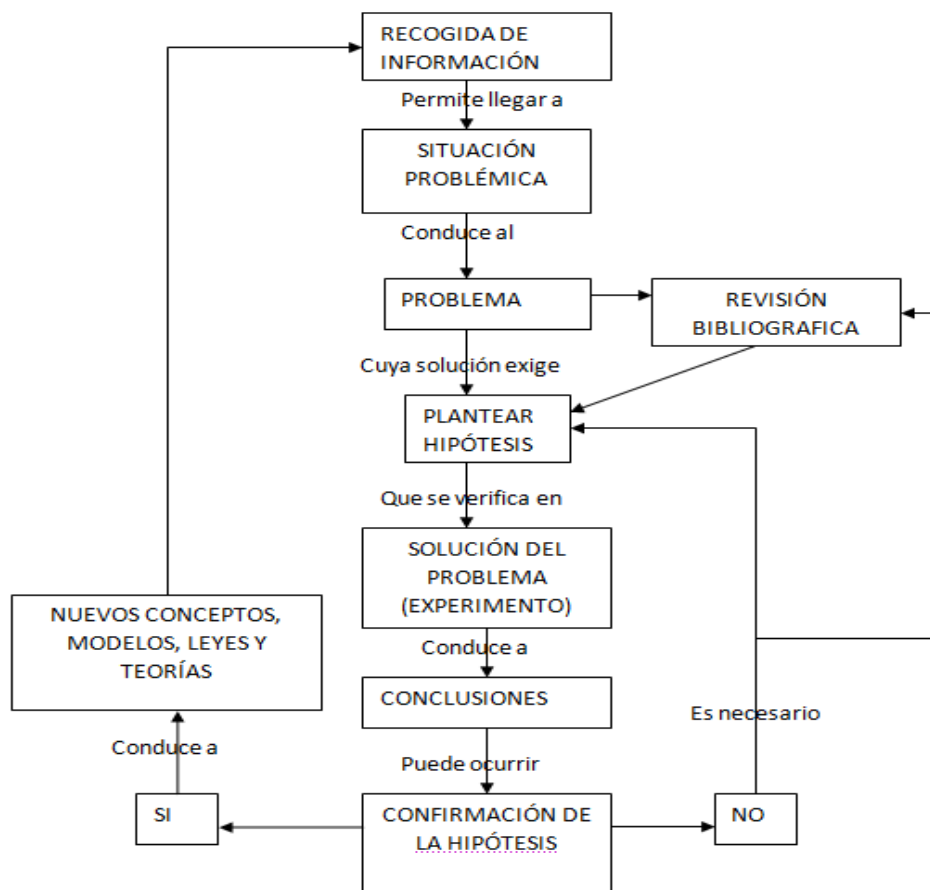 RECOGIDA DE
INFORMACIÓN
Permite llegar a
SITUACIÓN
PROBLÉMICA
Conduce al
PROBLEMA
REVISIÓN
BIBLIOGRAFICA
Cuya solución exige
PLANTEAR
HIPÓTESIS
Que se verifica en
SOLUCIÓN DEL
PROBLEMA
(EXPERIMENTO)
NUEVOS CONCEPTOS,
MODELOS, LEYES Y
TEORÍAS
Conduce a
CONCLUSIONES
Es necesario
Conduce a
Puede ocurrir
SI
CONFIRMACIÓN DE
LA HIPÓTESIS
NO